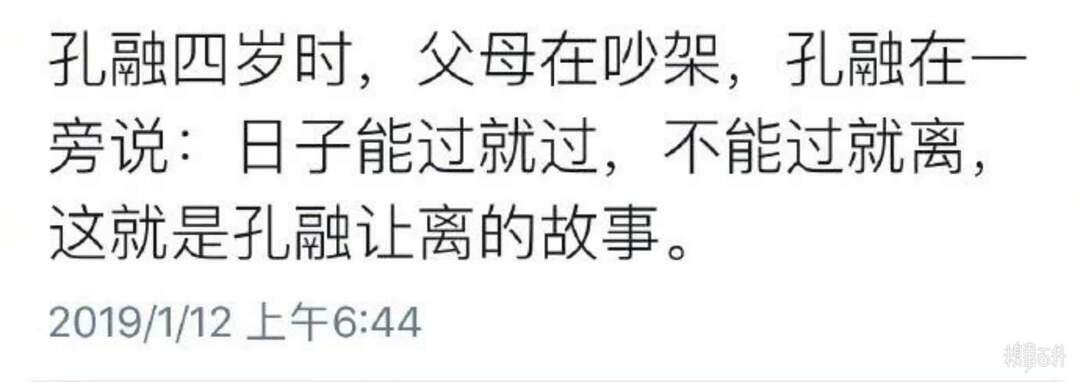 孔融四岁时，父母在吵架，孔融在一
旁说：日子能过就过，不能过就离，
这就是孔融让离的故事。
2019/1/12 上午6:44